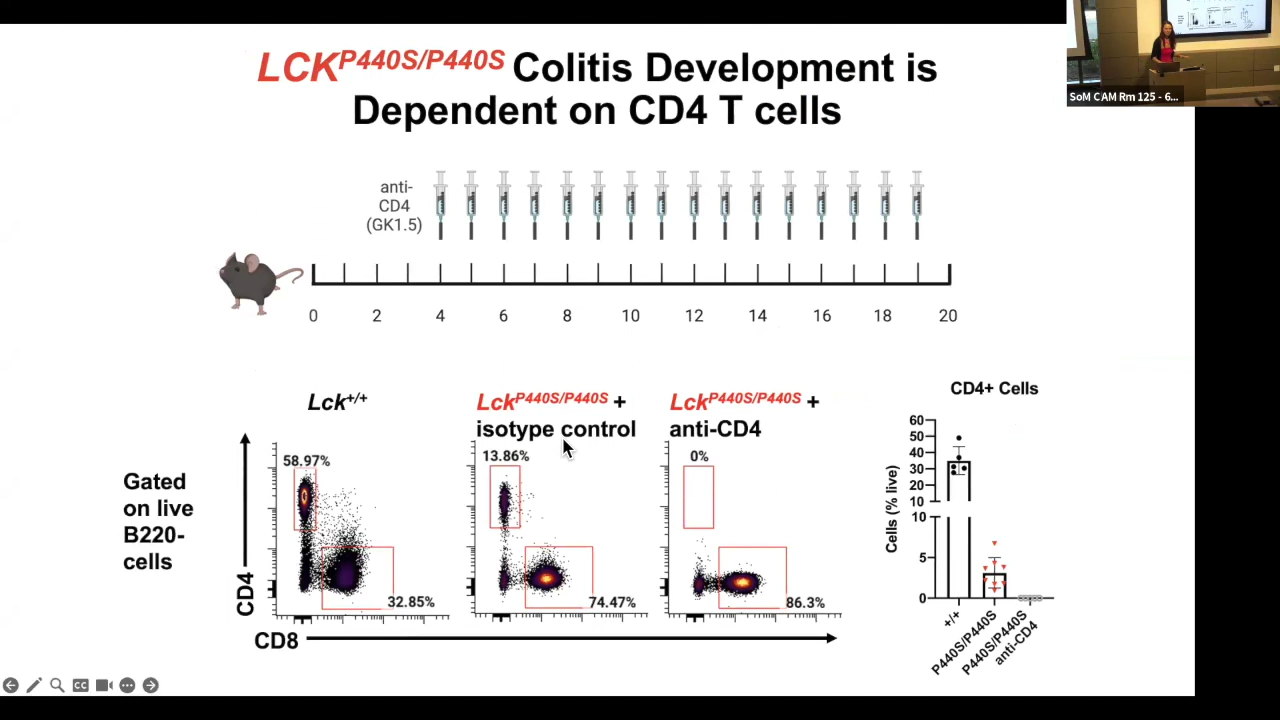 LCKP440S/P440S Colitis Development is
Dependent on CD4 T cells
anti-
CD4
(GK1.5)
0 2 4 6 8 10 12 14 16 18 20
Lck+/+
LckP440S/P440S +
isotype control
LckP440S/P440S +
anti-CD4
58.97%
13.86%
0%
32.85%
74.47%
86.3%
Gated
on live
B220-
cells
CD4
CD8
CD4+ Cells
Cells (% live)
60
50
40
30
20
10
10
5
0
+/+
P440S/P440S
P440S/P440S
anti-CD4
SoM CAM Rm 125 - 6...
CC